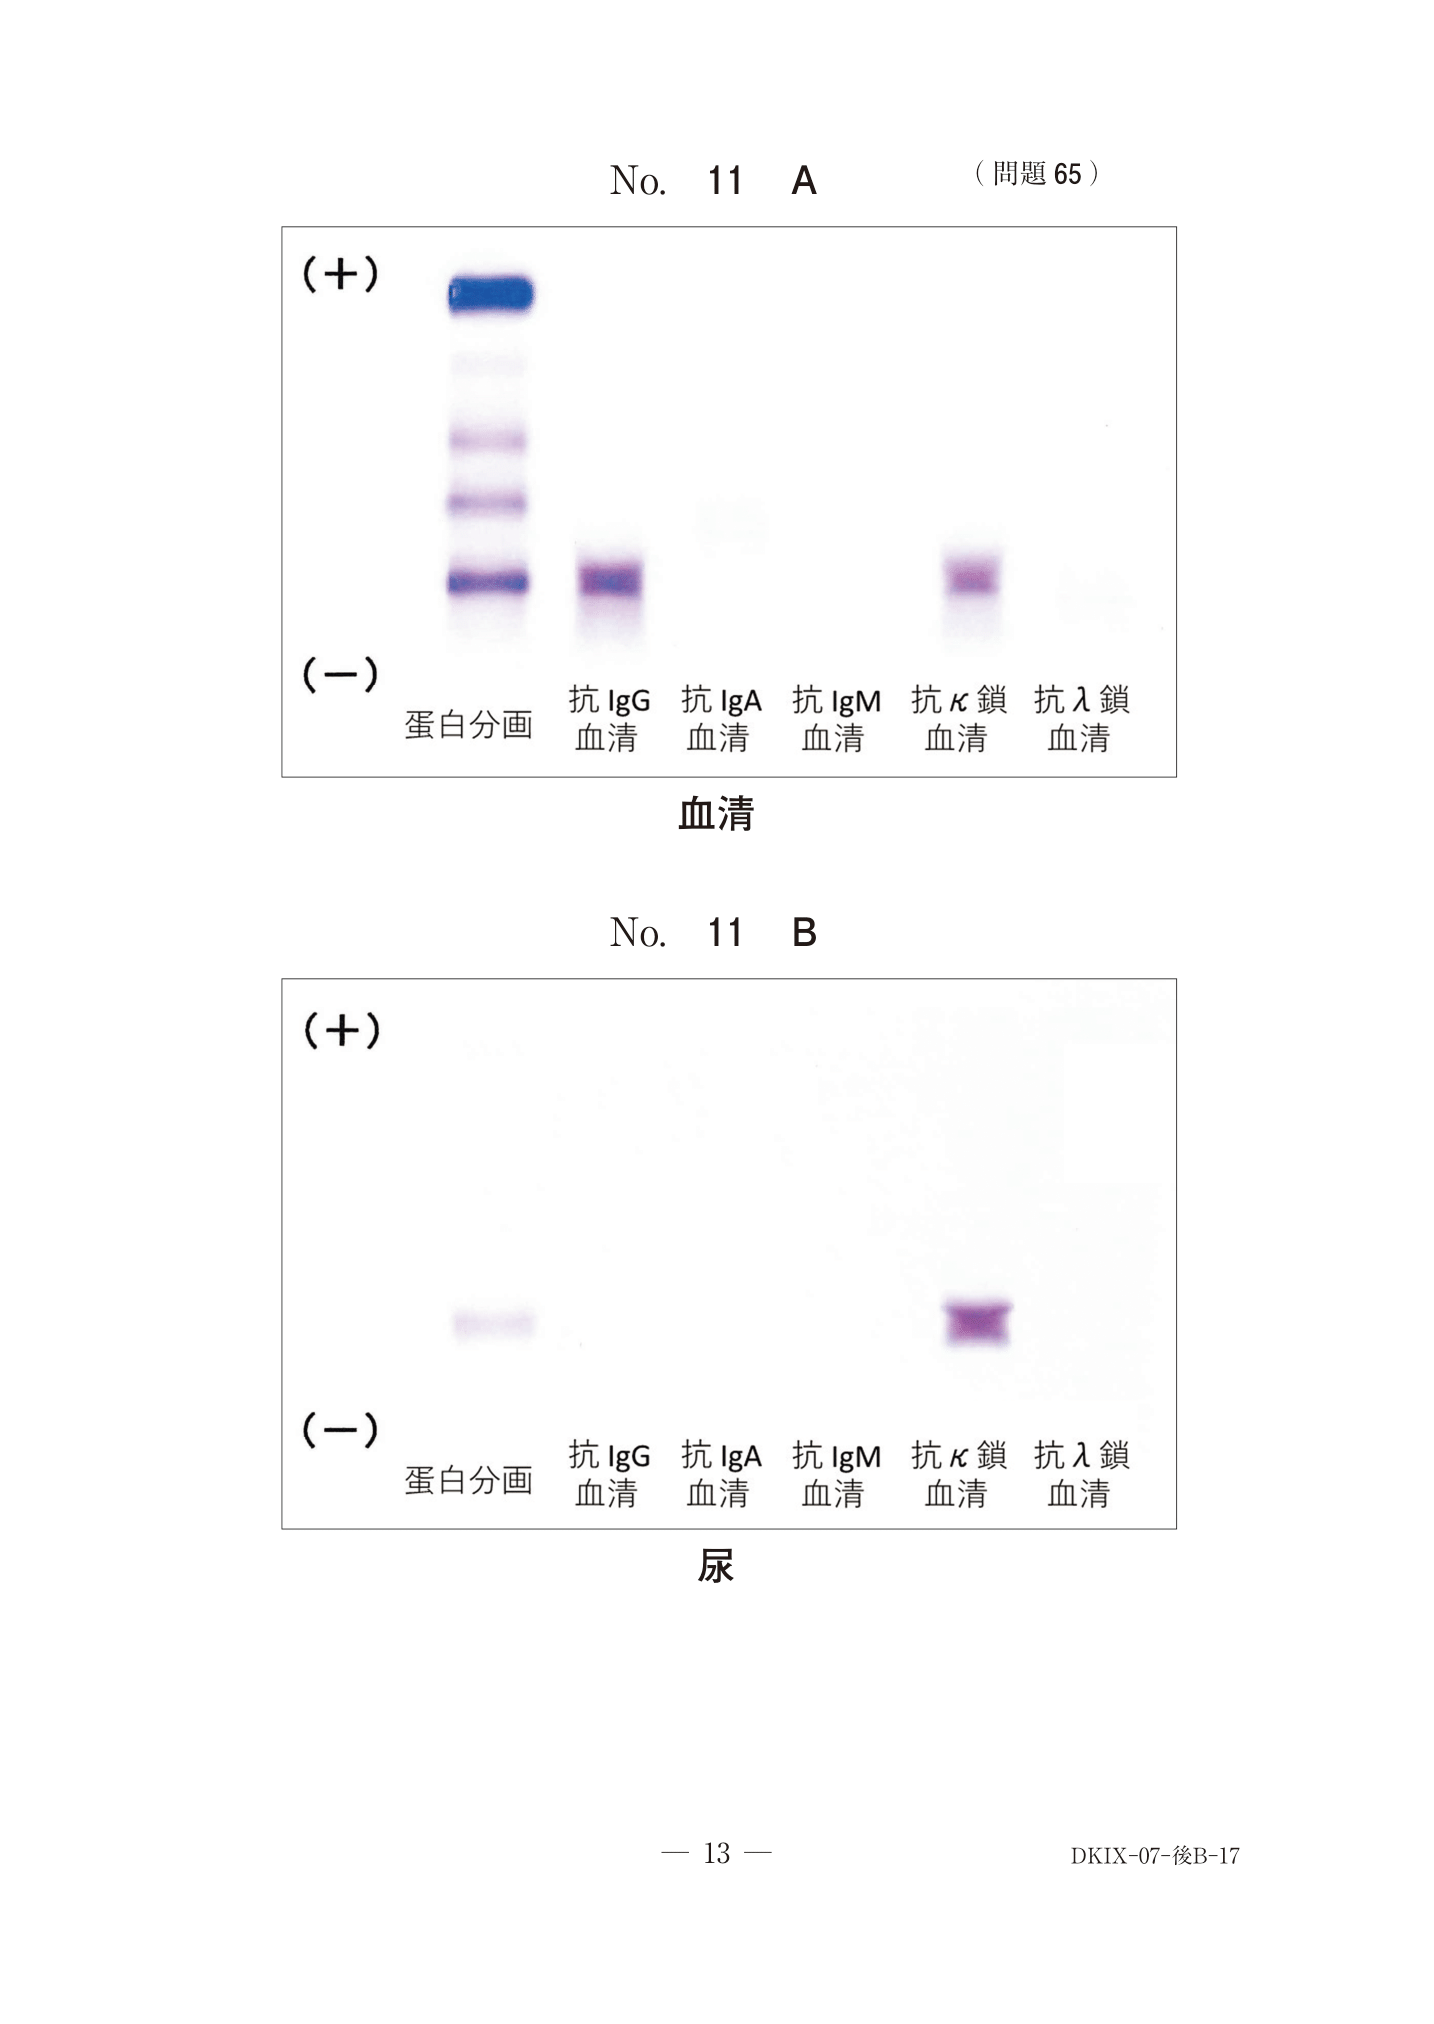 No. 11 A
（問題 65）
(＋)
(－)
蛋白分画
抗 IgG 血清
抗 IgA 血清
抗 IgM 血清
抗 κ 鎖 血清
抗 λ 鎖 血清
血清
No. 11 B
(＋)
(－)
蛋白分画
抗 IgG 血清
抗 IgA 血清
抗 IgM 血清
抗 κ 鎖 血清
抗 λ 鎖 血清
尿
— 13 —
DKIX-07-後B-17